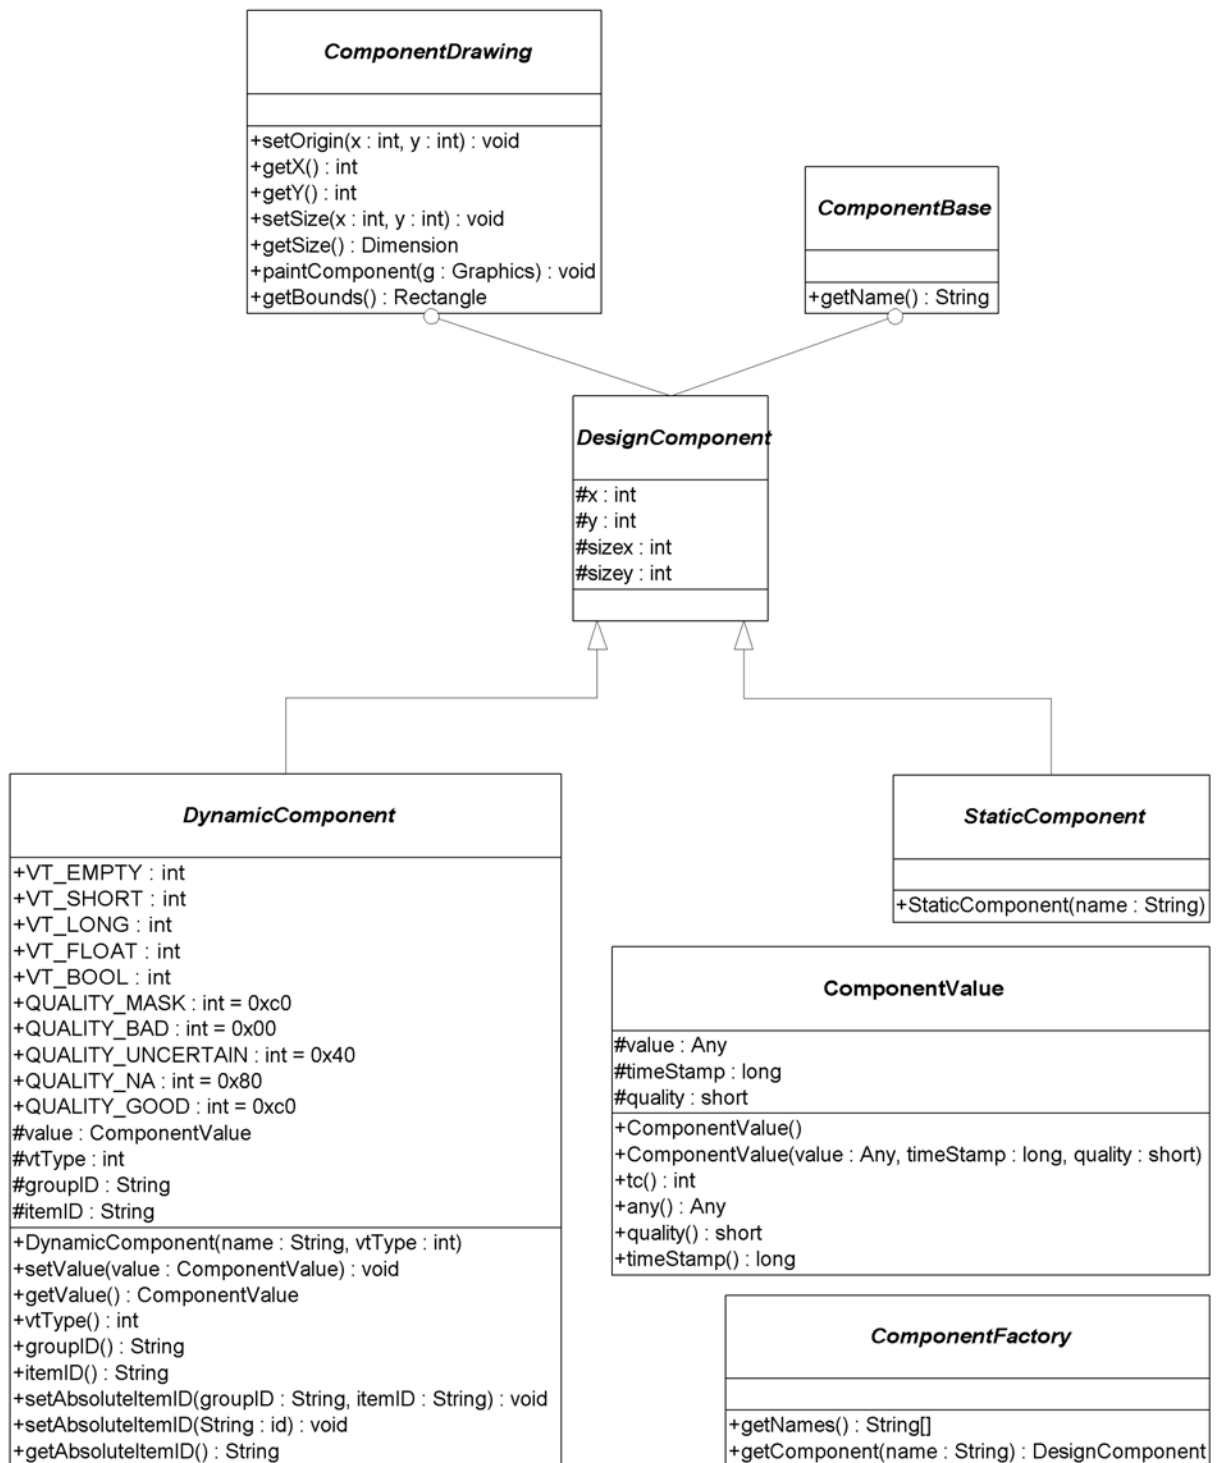 ComponentDrawing
+setOrigin(x : int, y : int) : void
+getX() : int
+getY() : int
+setSize(x : int, y : int) : void
+getSize() : Dimension
+paintComponent(g : Graphics) : void
+getBounds() : Rectangle
ComponentBase
+getName() : String
DesignComponent
#x : int
#y : int
#sizex : int
#sizey : int
DynamicComponent
+VT_EMPTY : int
+VT_SHORT : int
+VT_LONG : int
+VT_FLOAT : int
+VT_BOOL : int
+QUALITY_MASK : int = 0xc0
+QUALITY_BAD : int = 0x00
+QUALITY_UNCERTAIN : int = 0x40
+QUALITY_NA : int = 0x80
+QUALITY_GOOD : int = 0xc0
#value : ComponentValue
#vtType : int
#groupID : String
#itemID : String
+DynamicComponent(name : String, vtType : int)
+setValue(value : ComponentValue) : void
+getValue() : ComponentValue
+vtType() : int
+groupID() : String
+itemID() : String
+setAbsoluteItemID(groupID : String, itemID : String) : void
+setAbsoluteItemID(String : id) : void
+getAbsoluteItemID() : String
StaticComponent
+StaticComponent(name : String)
ComponentValue
#value : Any
#timeStamp : long
#quality : short
+ComponentValue()
+ComponentValue(value : Any, timeStamp : long, quality : short)
+tc() : int
+any() : Any
+quality() : short
+timeStamp() : long
ComponentFactory
+getNames() : String[]
+getComponent(name : String) : DesignComponent